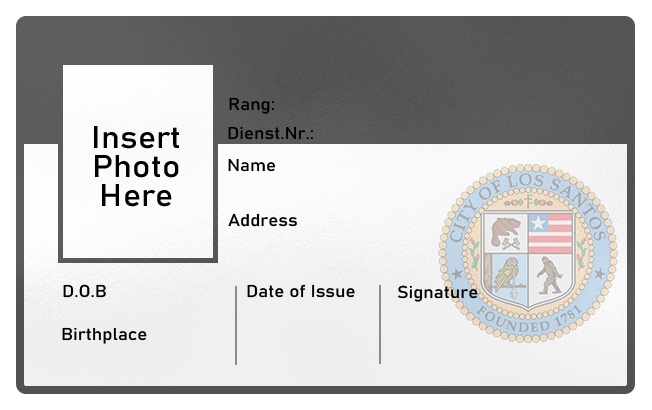 Insert
Photo
Here
Rang:
Dienst.Nr.:
Name
Address
D.O.B
Date of Issue
Signature
Birthplace
CITY OF LOS SANTOS
FOUNDED 1781